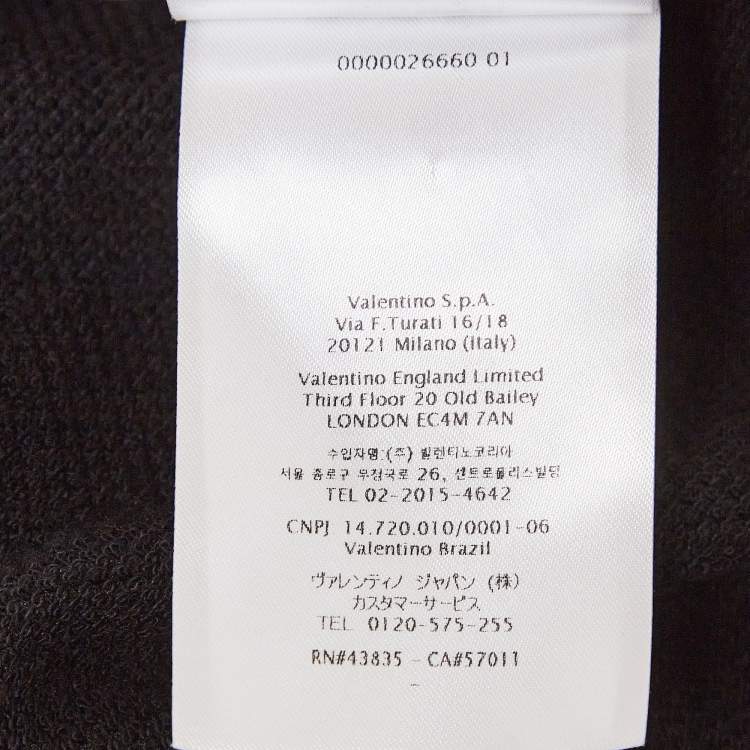 0000026660 01
Valentino S.p.A.
Via F.Turati 16/18
20121 Milano (Italy)
Valentino England Limited
Third Floor 20 Old Bailey
LONDON EC4M 7AN
수입자명:(주) 발렌티노코리아
서울 종로구 우정국로 26, 센트로폴리스빌딩
TEL 02-2015-4642
CNPJ 14.720.010/0001-06
Valentino Brazil
ヴァレンティノ ジャパン (株)
カスタマーサービス
TEL 0120-575-255
RN#43835 - CA#57011